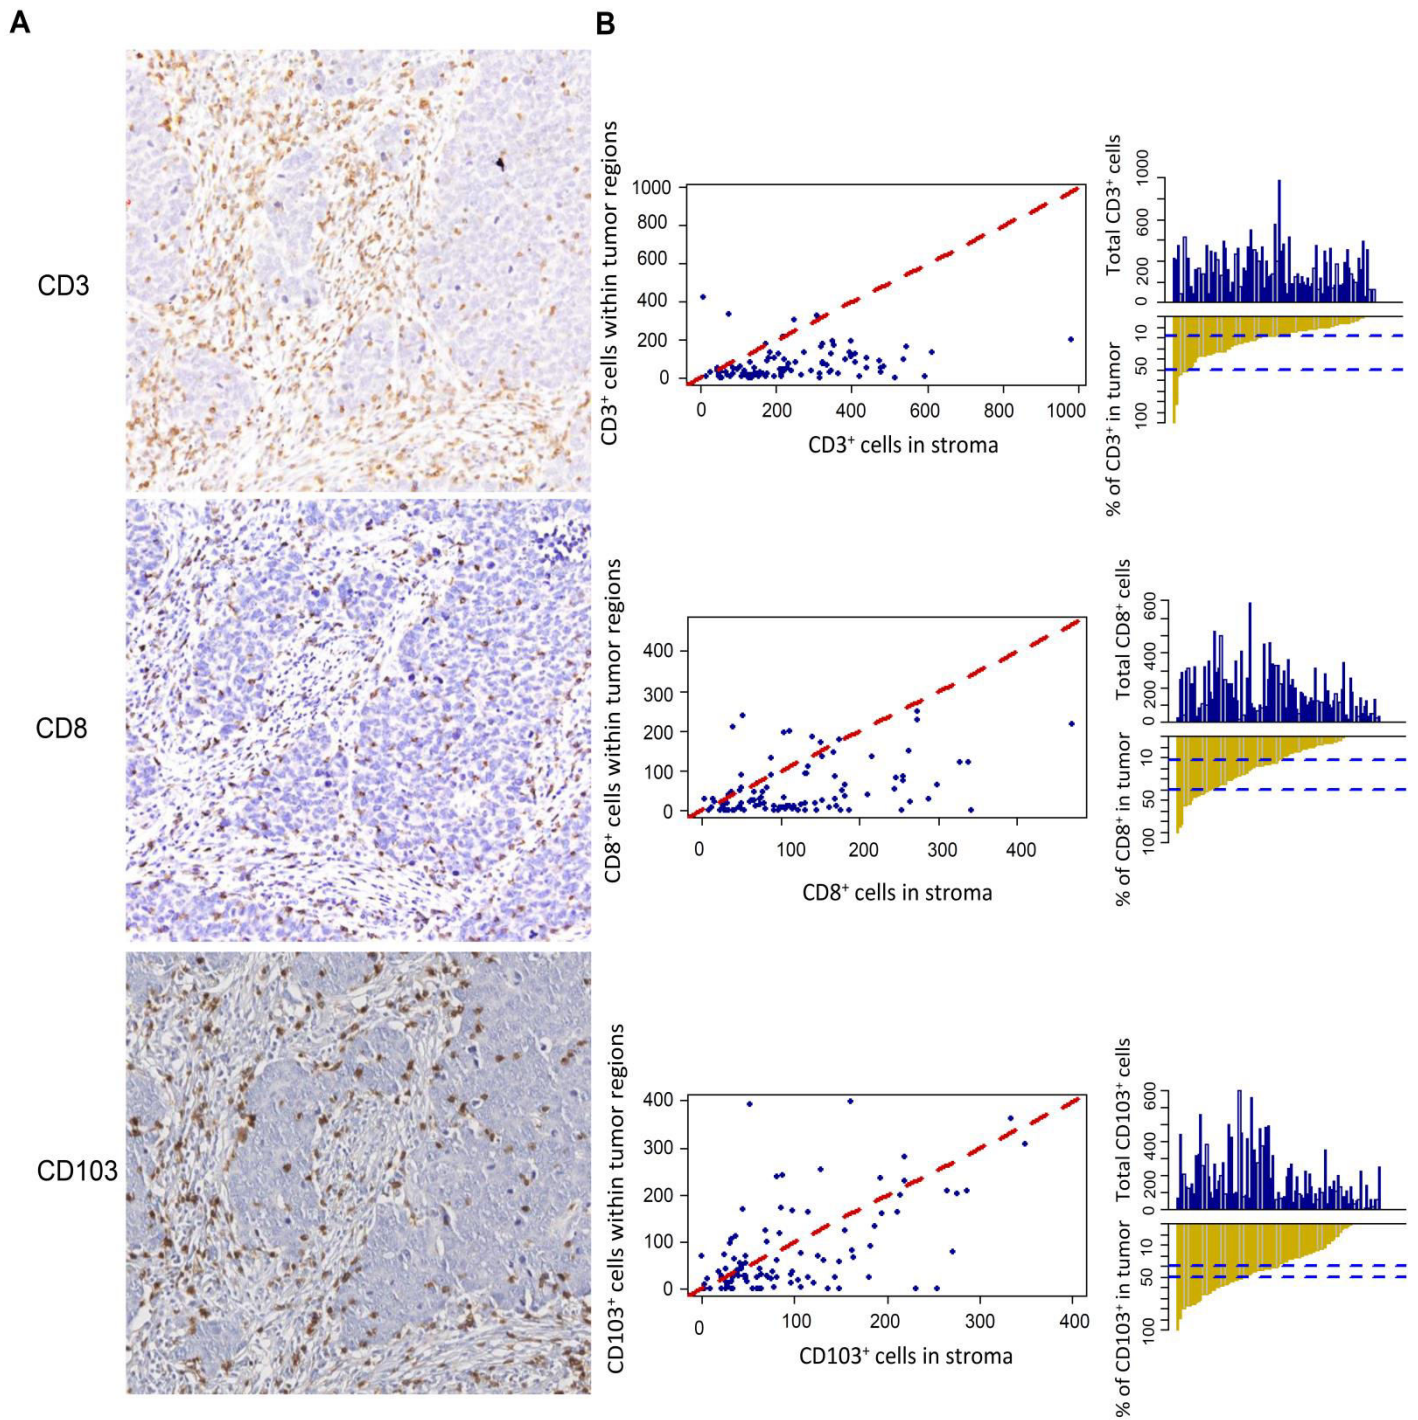 A
B
CD3
CD3+ cells within tumor regions
1000
800
600
400
200
0
0 200 400 600 800 1000
CD3+ cells in stroma
Total CD3+ cells
0 200 600 1000
% of CD3+ in tumor
10
50
100
CD8
CD8+ cells within tumor regions
400
300
200
100
0
0 100 200 300 400
CD8+ cells in stroma
Total CD8+ cells
0 200 400 600
% of CD8+ in tumor
10
50
100
CD103
CD103+ cells within tumor regions
400
300
200
100
0
0 100 200 300 400
CD103+ cells in stroma
Total CD103+ cells
0 200 400 600
% of CD103+ in tumor
10
50
100